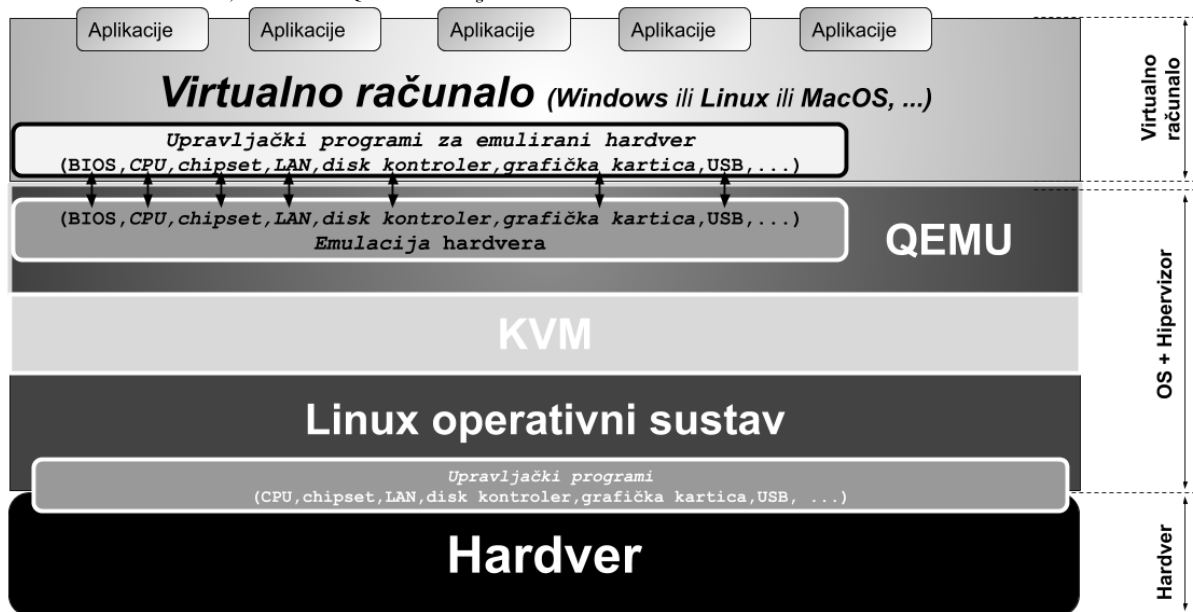 Aplikacije Aplikacije Aplikacije Aplikacije Aplikacije
Virtualno računalo (Windows ili Linux ili MacOS, ...)
Upravljački programi za emulirani hardver
(BIOS,CPU,chipset,LAN,disk kontroler,grafička kartica,USB,...)
(BIOS,CPU,chipset,LAN,disk kontroler,grafička kartica,USB,...)
Emulacija hardvera
QEMU
KVM
Linux operativni sustav
Upravljački programi
(CPU,chipset,LAN,disk kontroler,grafička kartica,USB, ...)
Hardver
Virtualno
računalo
OS + Hipervizor
Hardver